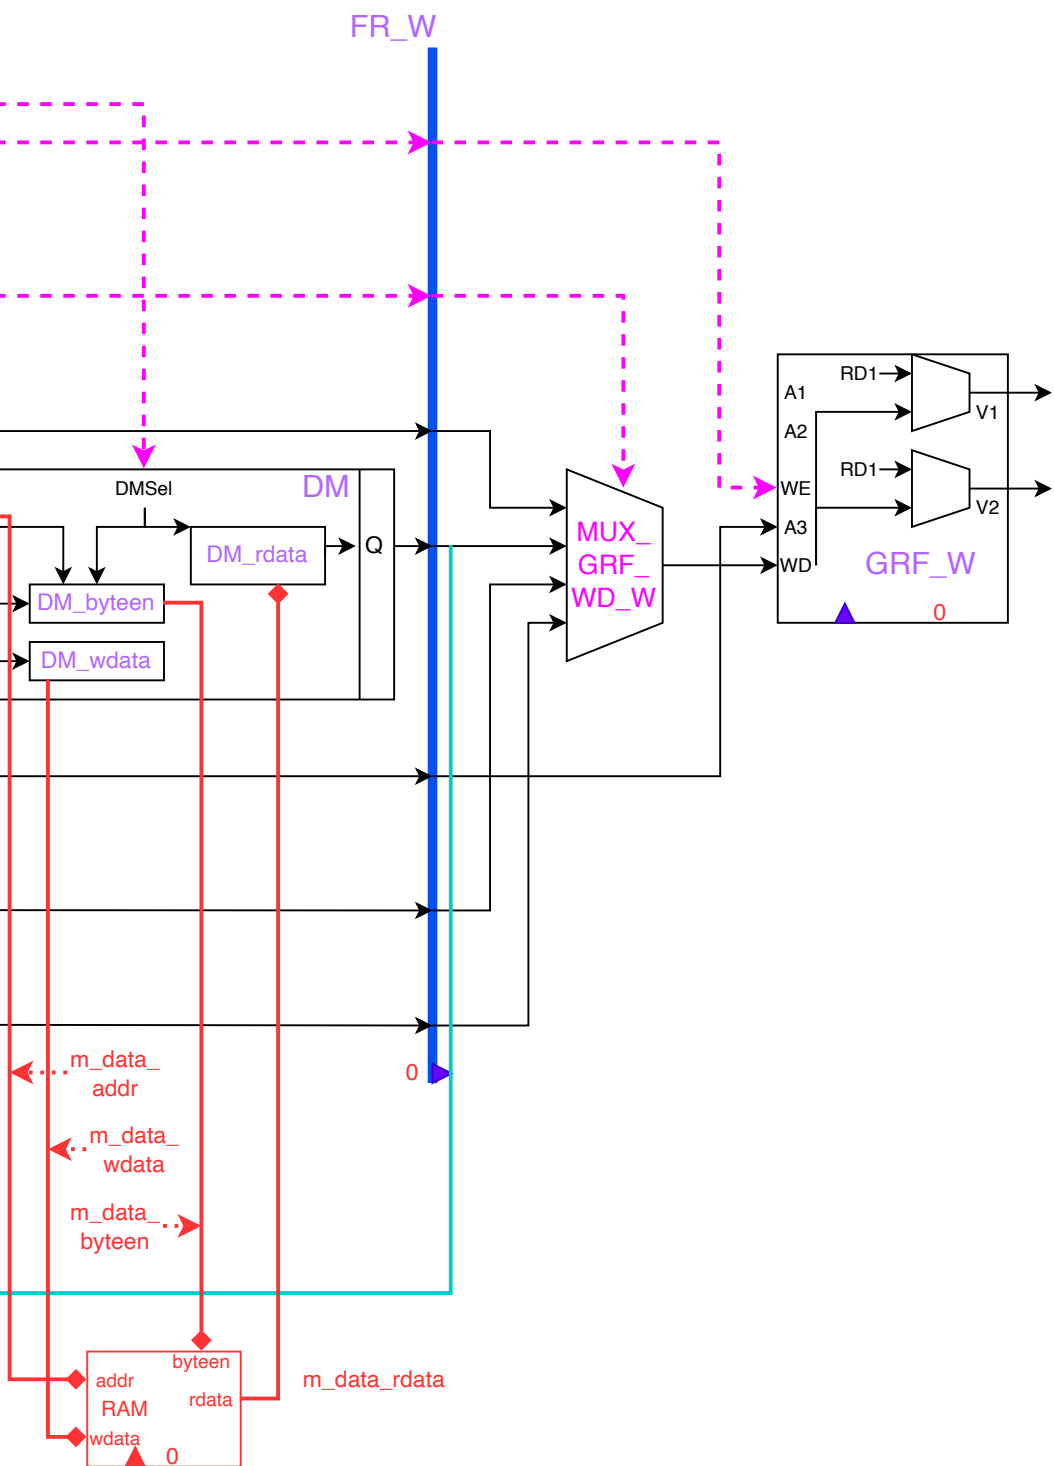 FR_W
RD1
A1
V1
A2
RD1
WE
V2
A3
WD
GRF_W
0
DMSel
DM
MUX_
GRF_
WD_W
DM_rdata
Q
DM_byteen
DM_wdata
0
m_data_
addr
m_data_
wdata
m_data_
byteen
byteen
addr
rdata
RAM
wdata
0
m_data_rdata